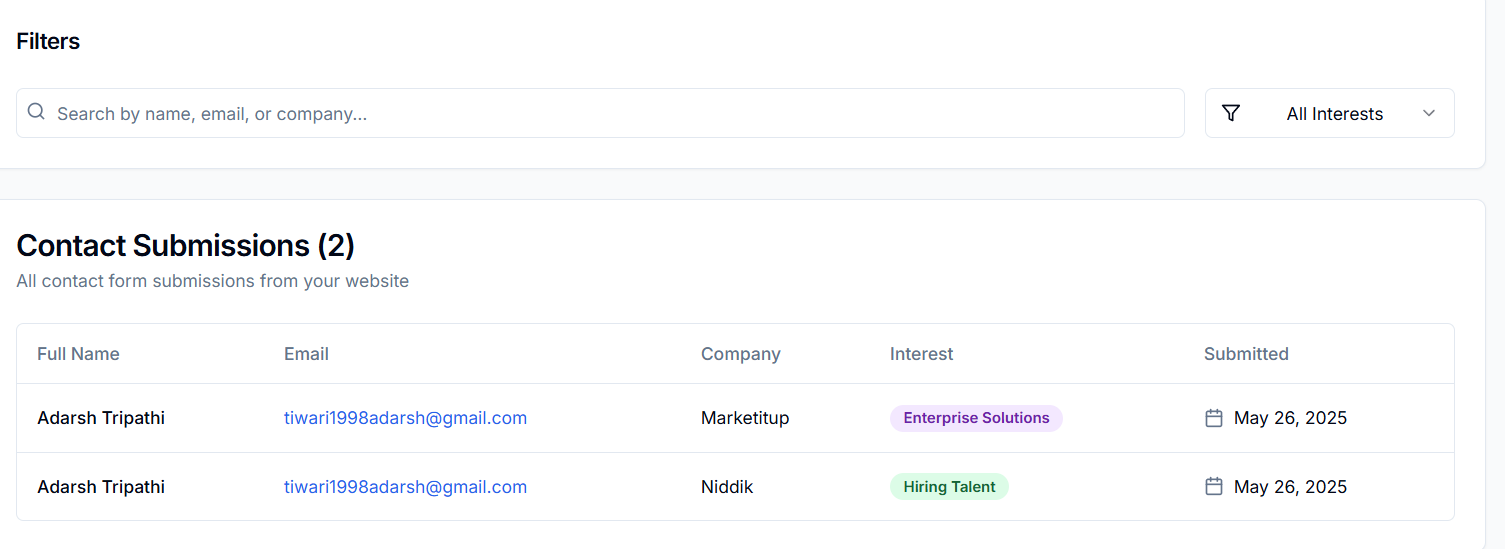 Filters
Search by name, email, or company...
All Interests
Contact Submissions (2)
All contact form submissions from your website
Full Name Email Company Interest Submitted
Adarsh Tripathi tiwari1998adarsh@gmail.com Marketitup Enterprise Solutions May 26, 2025
Adarsh Tripathi tiwari1998adarsh@gmail.com Niddik Hiring Talent May 26, 2025